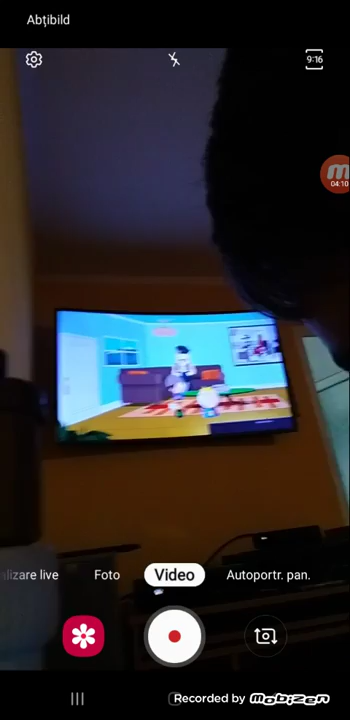 Abțibild
9:16
m
04:10
lizare live
Foto
Video
Autoportr. pan.
Recorded by mobizen